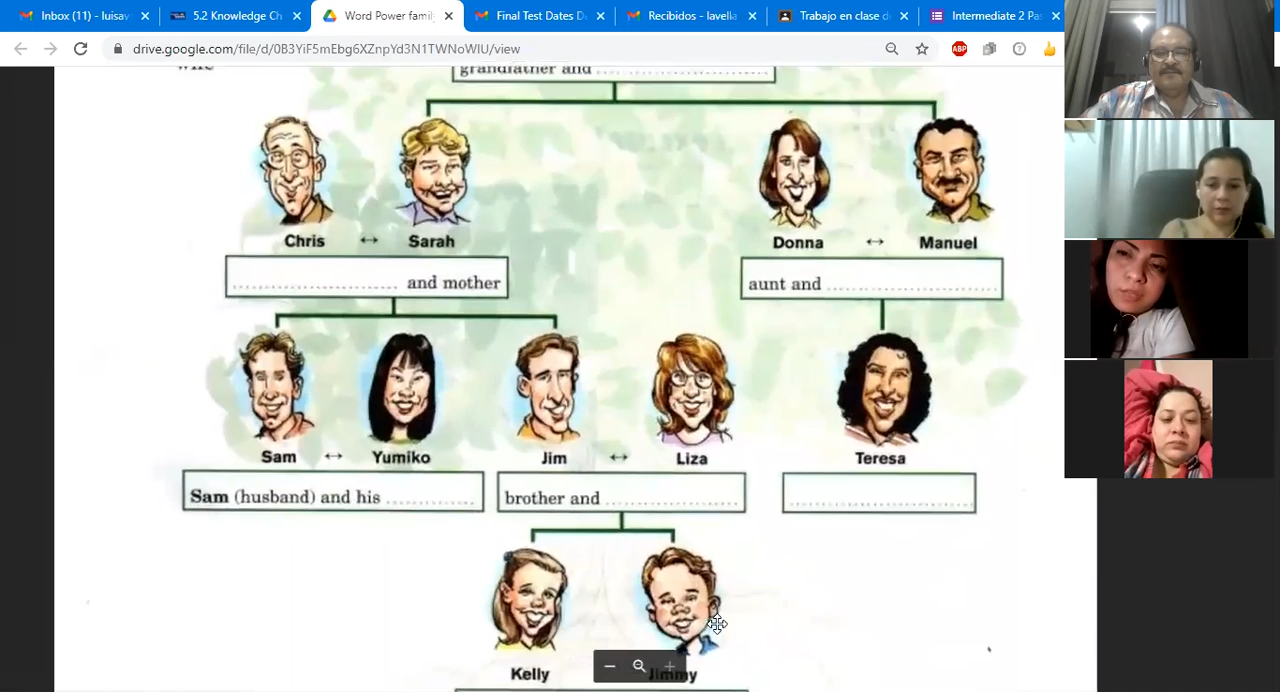 Inbox (11) - luisav
5.2 Knowledge Ch
Word Power famil
Final Test Dates D
Recibidos - lavella
Trabajo en clase d
Intermediate 2 Pa
drive.google.com/file/d/0B3YiF5mEbg6XZnpYd3N1TWNoWlU/view
ABP
wife
grandfather and ....................................
Chris ↔ Sarah
Donna ↔ Manuel
.................................. and mother
aunt and ..................................
Sam ↔ Yumiko
Jim ↔ Liza
Teresa
Sam (husband) and his ..................
brother and ..........................
....................................
Kelly
Jimmy